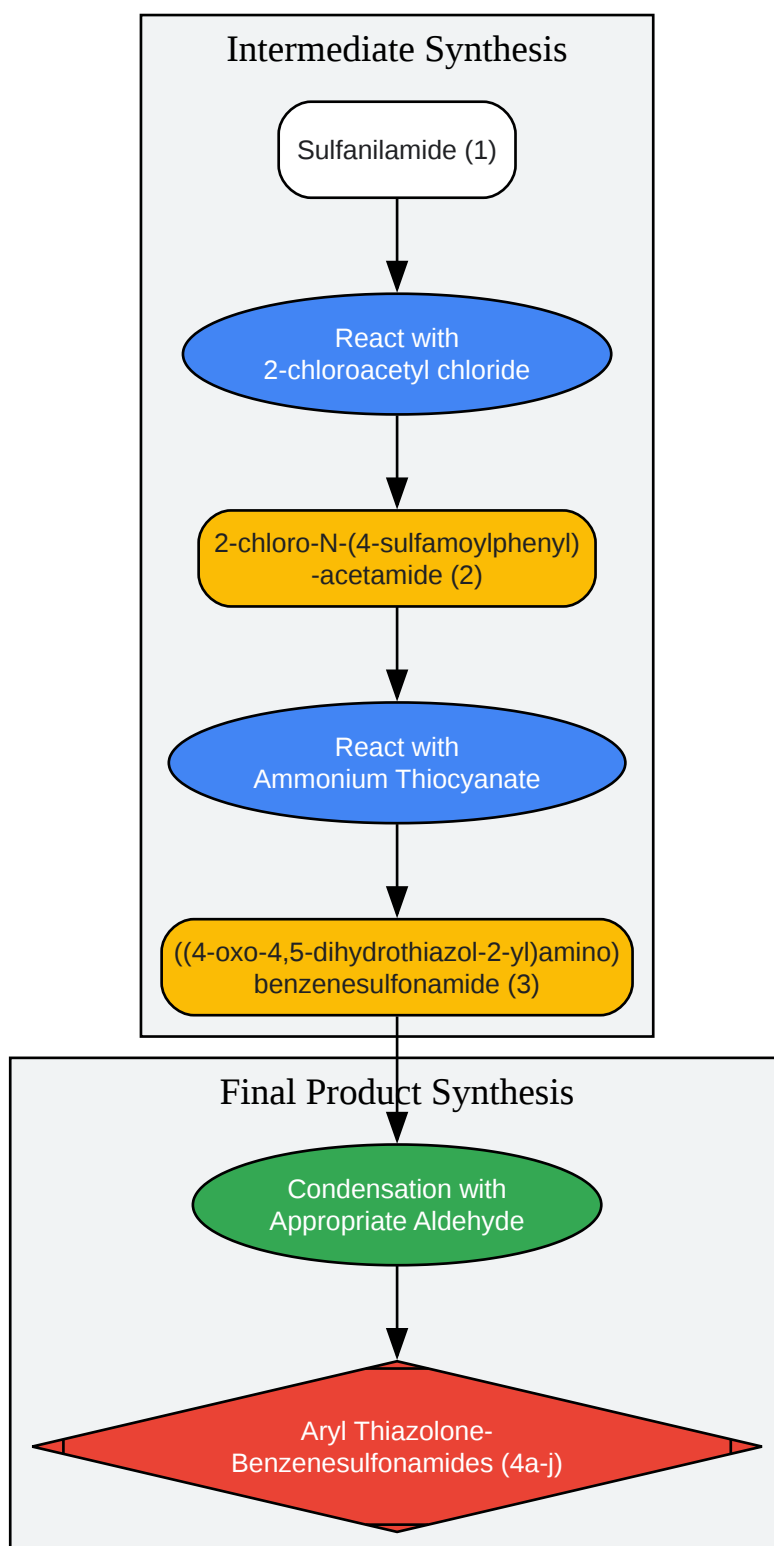 Intermediate Synthesis
Sulfanilamide (1)
React with
2-chloroacetyl chloride
2-chloro-N-(4-sulfamoylphenyl)
-acetamide (2)
React with
Ammonium Thiocyanate
((4-oxo-4,5-dihydrothiazol-2-yl)amino)
benzenesulfonamide (3)
Final Product Synthesis
Condensation with
Appropriate Aldehyde
Aryl Thiazolone-
Benzenesulfonamides (4a-j)